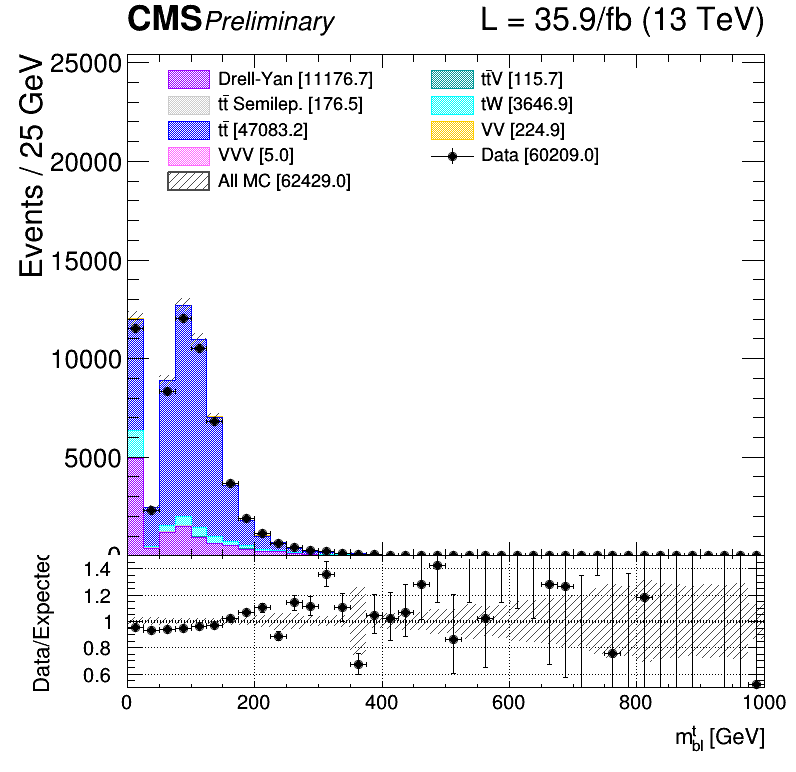 CMS Preliminary L = 35.9/fb (13 TeV)
Events / 25 GeV
25000
20000
15000
10000
5000
0
Drell-Yan [11176.7]
tt̄ Semilep. [176.5]
tt̄ [47083.2]
VVV [5.0]
All MC [62429.0]
tt̄V [115.7]
tW [3646.9]
VV [224.9]
Data [60209.0]
Data/Expected
1.4
1.2
1
0.8
0.6
0 200 400 600 800 1000
m^t_bl [GeV]